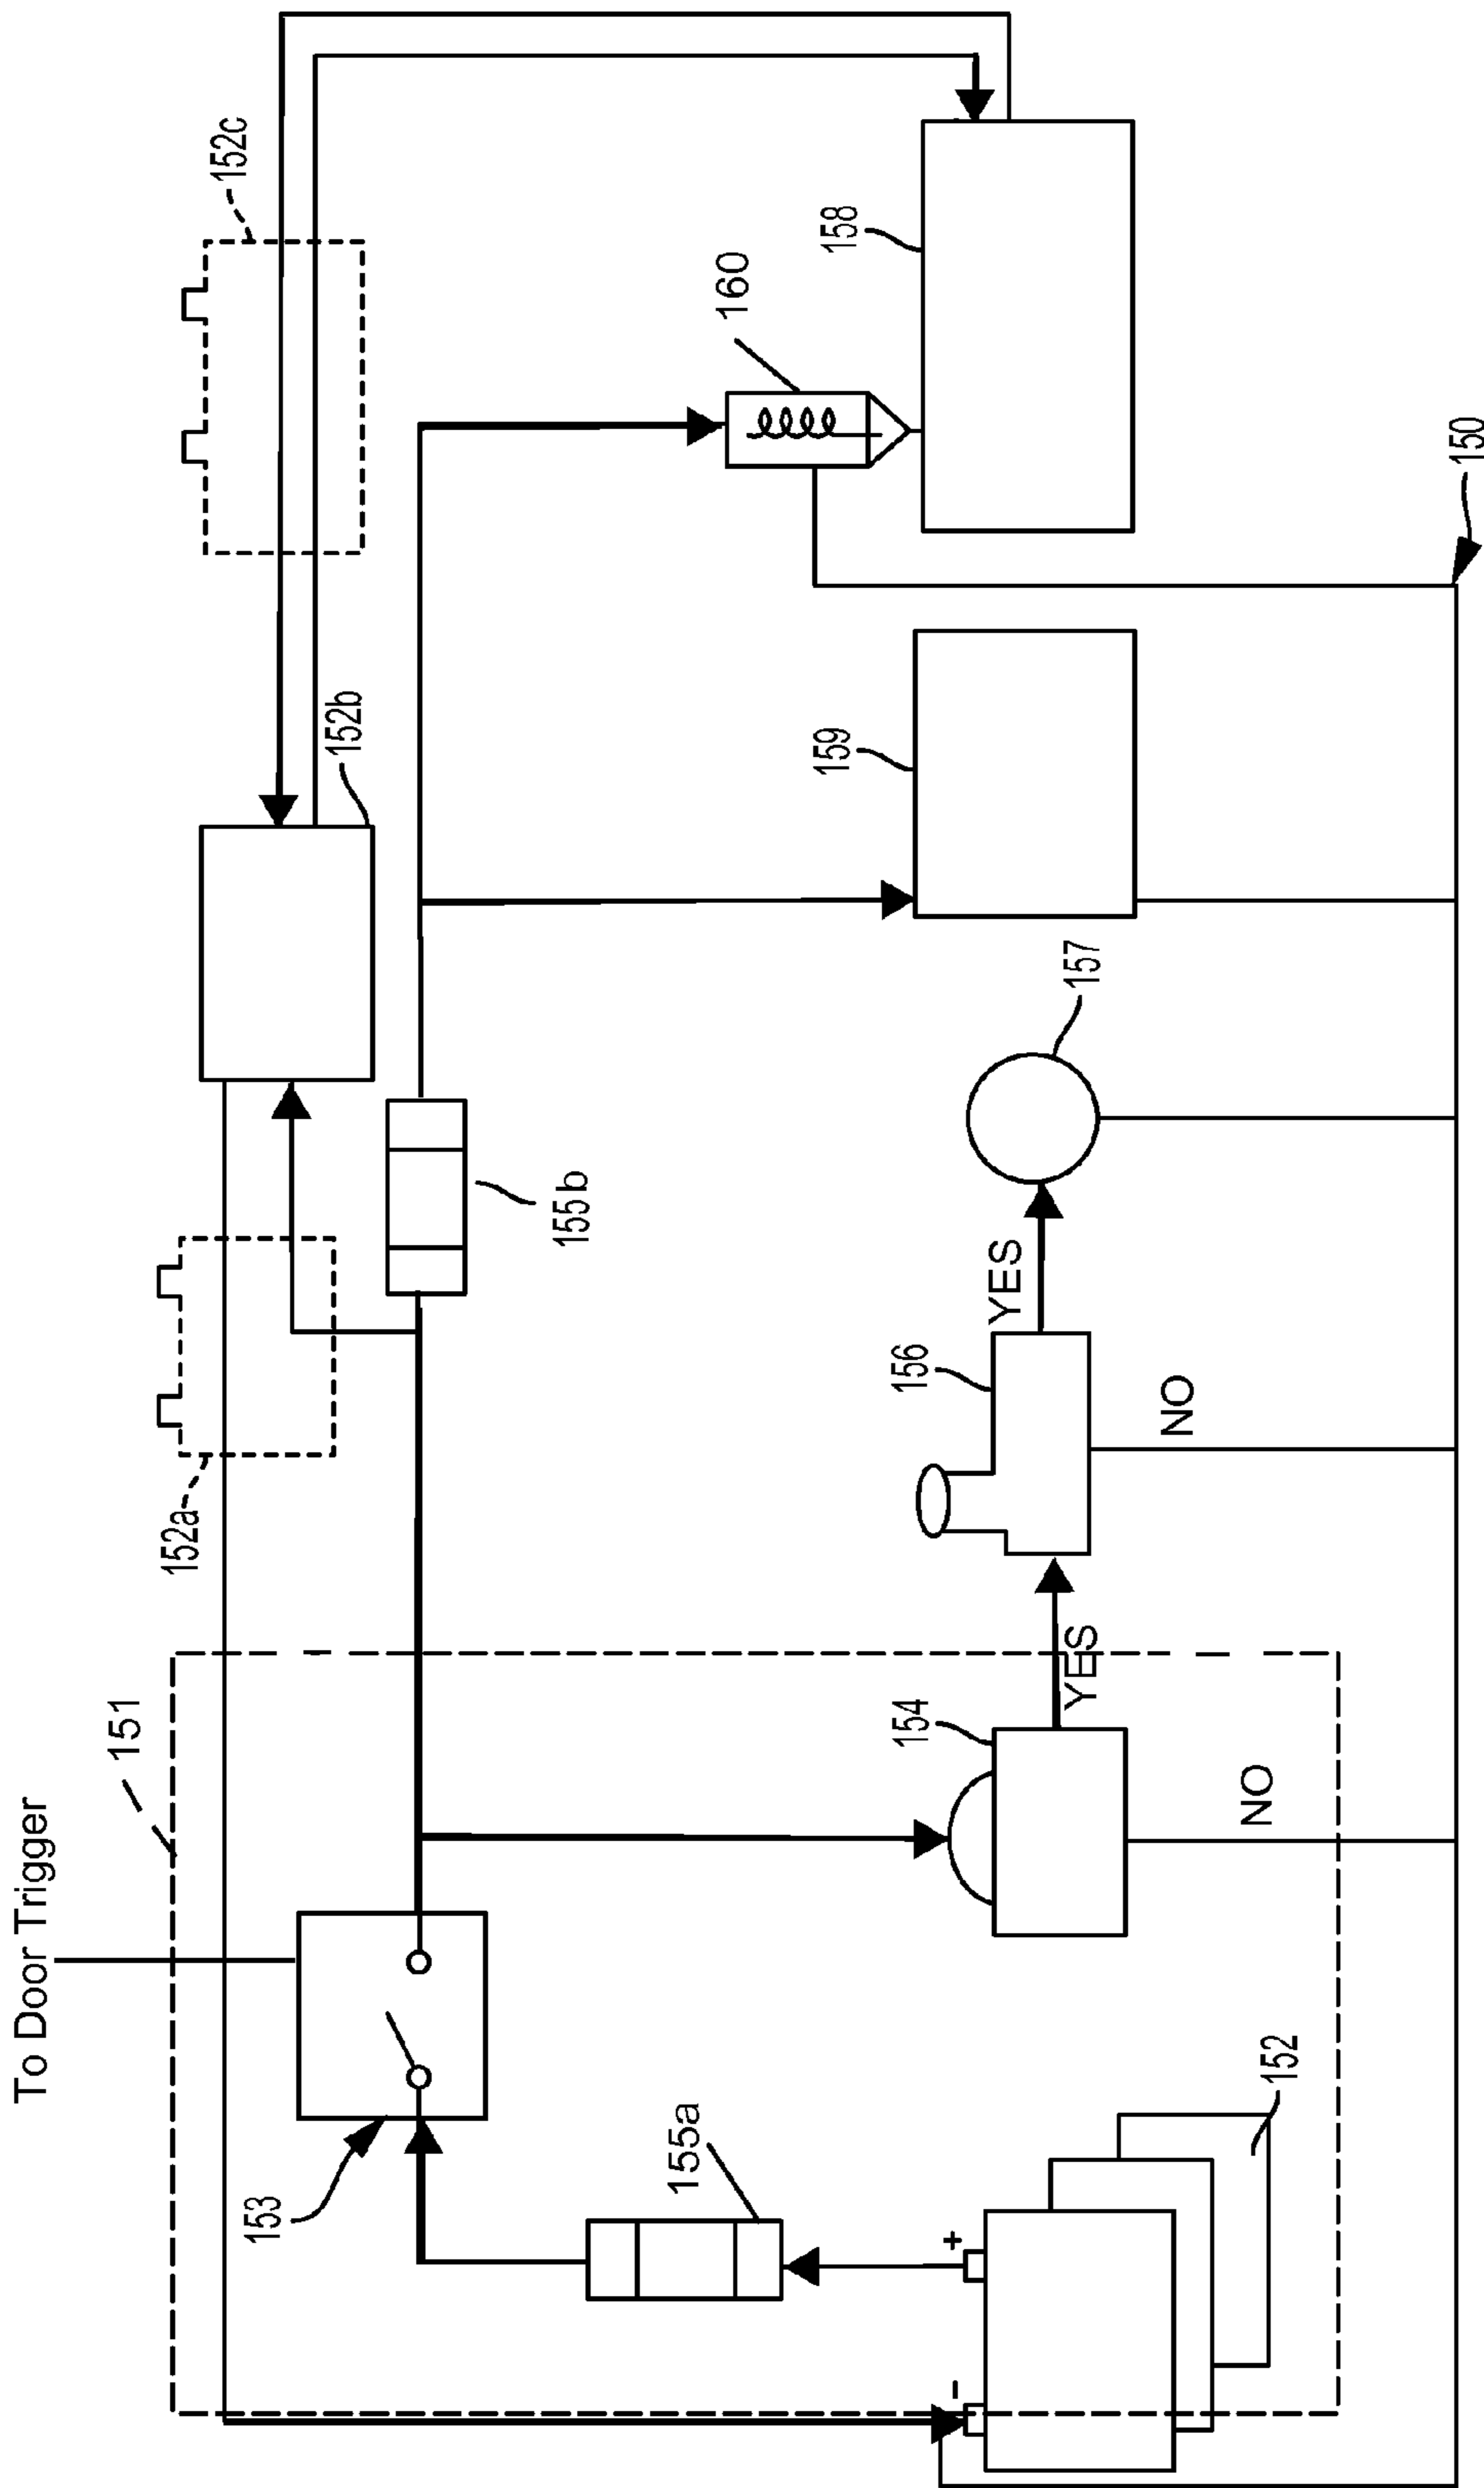 To Door Trigger
151
152a
152b
152c
153
155a
155b
+
-
152
154
YES
NO
156
YES
NO
157
159
160
158
150